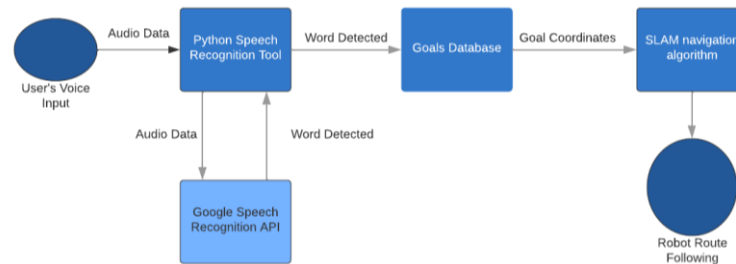 Audio Data
Python Speech
Recognition Tool
Word Detected
Goals Database
Goal Coordinates
SLAM navigation
algorithm
User's Voice
Input
Audio Data
Word Detected
Google Speech
Recognition API
Robot Route
Following